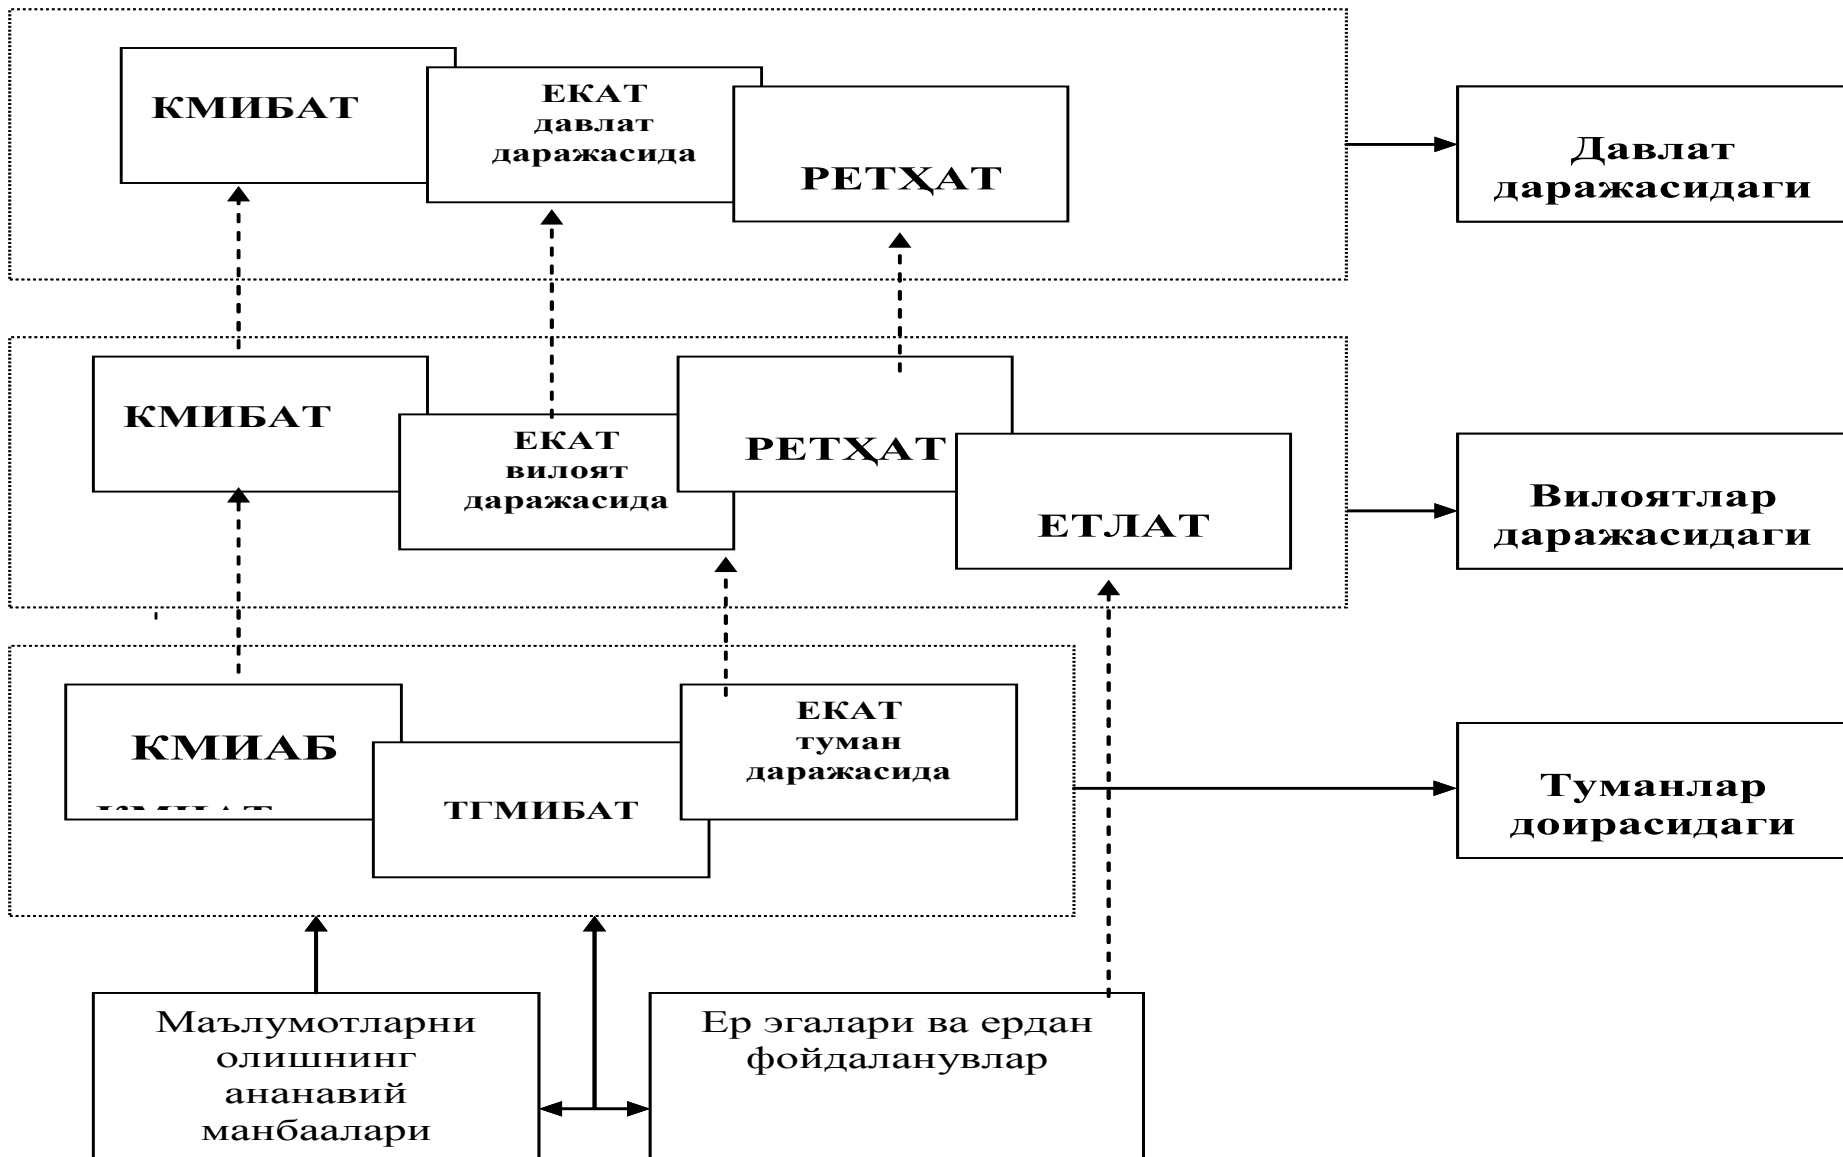 КМИБАТ
ЕКАТ
давлат
даражасида
РЕТҲАТ
Давлат
даражасидаги
КМИБАТ
ЕКАТ
вилоят
даражасида
РЕТҲАТ
ЕТЛАТ
Вилоятлар
даражасидаги
КМИАБ
ТГМИБАТ
ЕКАТ
туман
даражасида
Туманлар
доирасидаги
Маълумотларни
олишнинг
ананавий
манбаалари
Ер эгалари ва ердан
фойдаланувлар